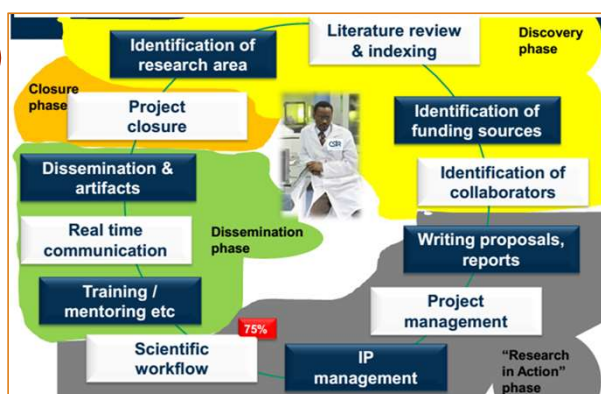 Identification of
research area
Literature review
& indexing
Discovery
phase
Closure
phase
Project
closure
Identification of
funding sources
Dissemination &
artifacts
Identification of
collaborators
CSIR
Real time
communication
Dissemination
phase
Writing proposals,
reports
Training /
mentoring etc
Project
management
75%
Scientific
workflow
IP
management
"Research
in Action"
phase